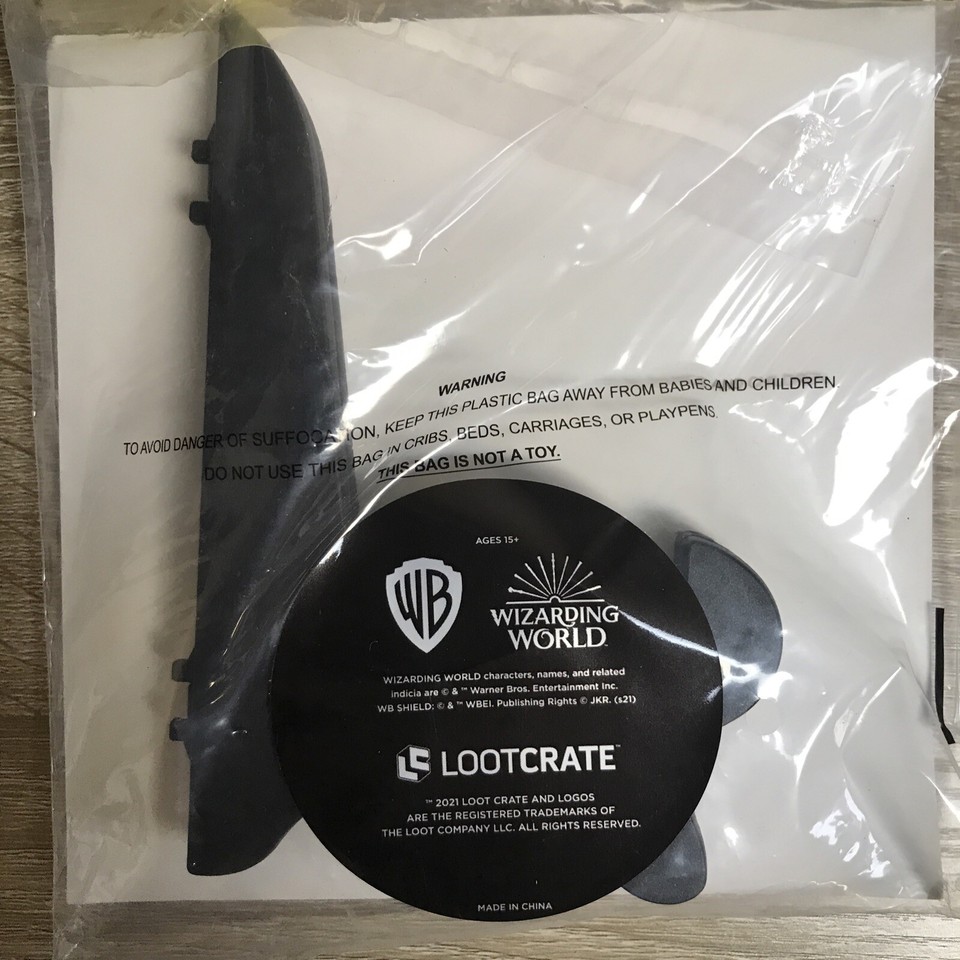 WARNING
TO AVOID DANGER OF SUFFOCATION, KEEP THIS PLASTIC BAG AWAY FROM BABIES AND CHILDREN.
DO NOT USE THIS BAG IN CRIBS, BEDS, CARRIAGES, OR PLAYPENS.
THIS BAG IS NOT A TOY.
AGES 15+
WB
WIZARDING
WORLD
WIZARDING WORLD characters, names, and related
indicia are © & ™ Warner Bros. Entertainment Inc.
WB SHIELD: © & ™ WBEI. Publishing Rights © JKR. (s21)
LOOTCRATE™
™ 2021 LOOT CRATE AND LOGOS
ARE THE REGISTERED TRADEMARKS OF
THE LOOT COMPANY LLC. ALL RIGHTS RESERVED.
MADE IN CHINA